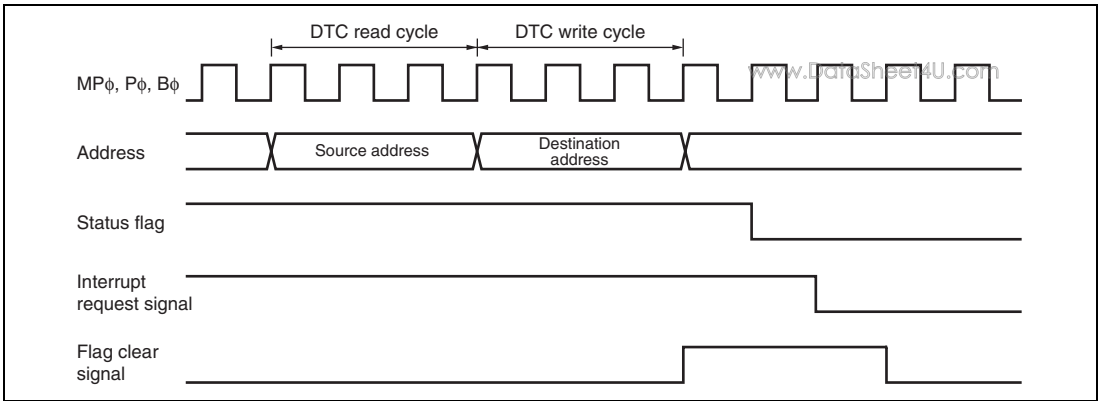 DTC read cycle
DTC write cycle
www.DataSheet4U.com
MPϕ, Pϕ, Bϕ
Address
Source address
Destination
address
Status flag
Interrupt
request signal
Flag clear
signal